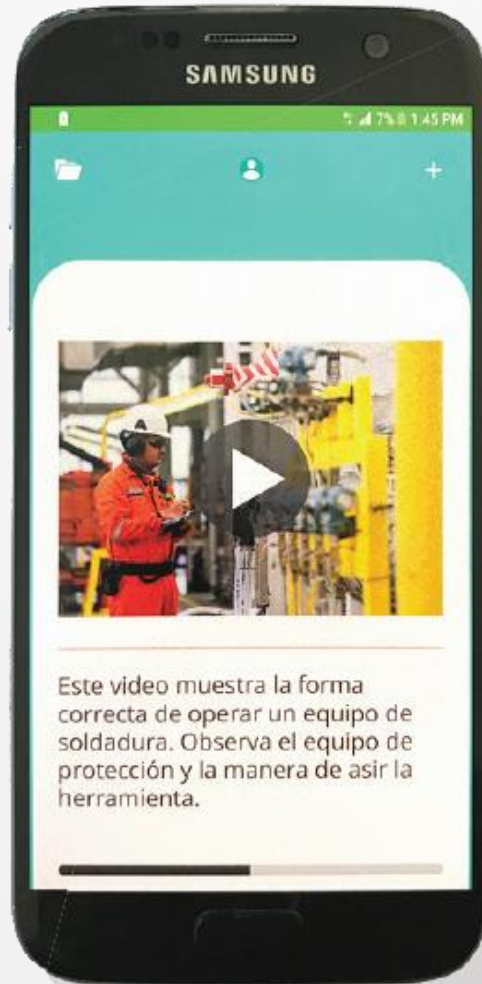 SAMSUNG
7% 1:45 PM
Este video muestra la forma
correcta de operar un equipo de
soldadura. Observa el equipo de
protección y la manera de asir la
herramienta.